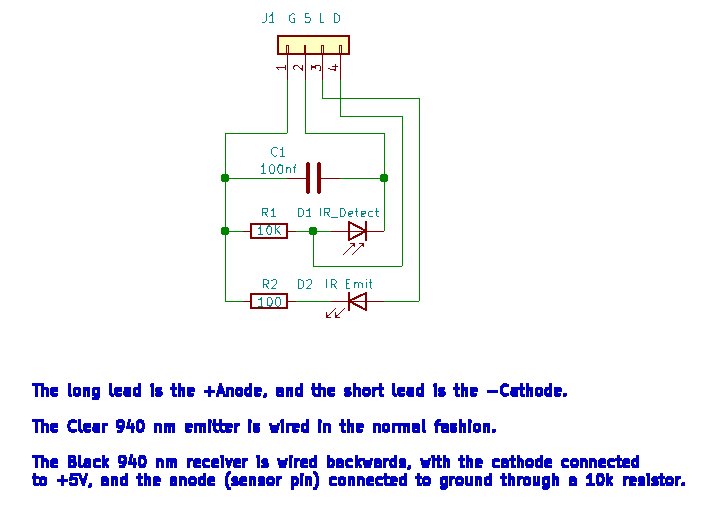 J1 G 5 L D
1 2 3 4
C1
100nf
R1 D1 IR_Detect
10K
R2 D2 IR Emit
100
The long lead is the +Anode, and the short lead is the -Cathode.
The Clear 940 nm emitter is wired in the normal fashion.
The Black 940 nm receiver is wired backwards, with the cathode connected
to +5V, and the anode (sensor pin) connected to ground through a 10k resistor.